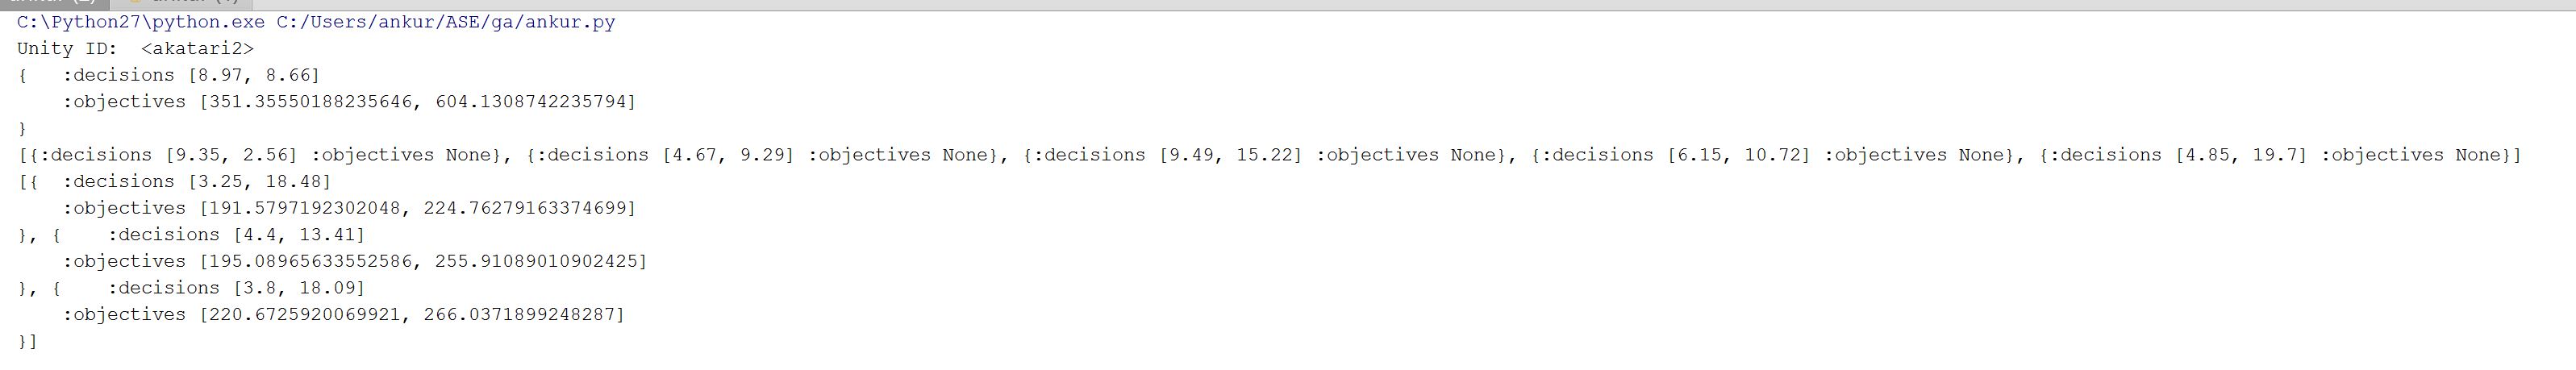 C:\Python27\python.exe C:/Users/ankur/ASE/ga/ankur.py
Unity ID:  <akatari2>
{   :decisions [8.97, 8.66]
    :objectives [351.35550188235646, 604.1308742235794]
}
[{:decisions [9.35, 2.56] :objectives None}, {:decisions [4.67, 9.29] :objectives None}, {:decisions [9.49, 15.22] :objectives None}, {:decisions [6.15, 10.72] :objectives None}, {:decisions [4.85, 19.7] :objectives None}]
[{  :decisions [3.25, 18.48]
    :objectives [191.5797192302048, 224.76279163374699]
}, {    :decisions [4.4, 13.41]
    :objectives [195.08965633552586, 255.91089010902425]
}, {    :decisions [3.8, 18.09]
    :objectives [220.6725920069921, 266.0371899248287]
}]